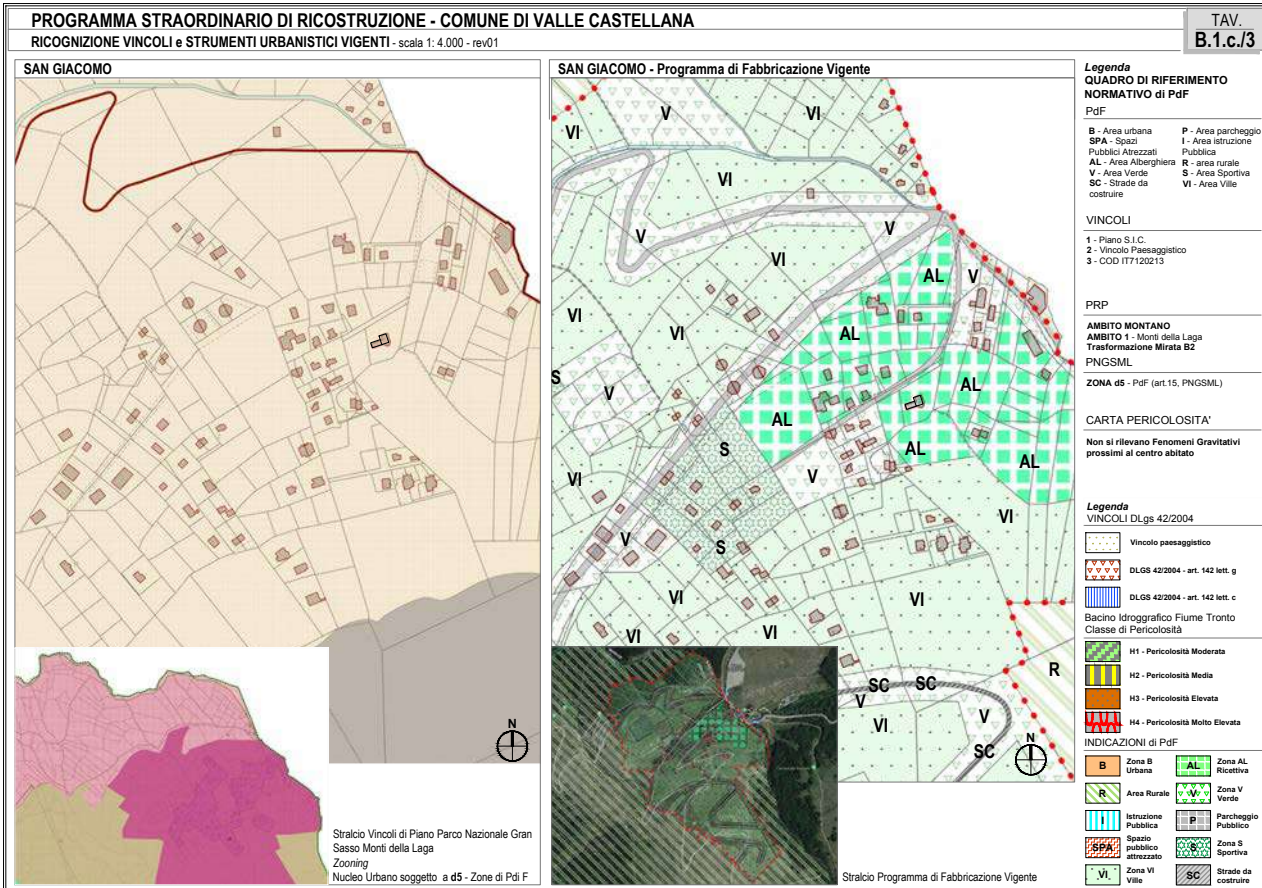 PROGRAMMA STRAORDINARIO DI RICOSTRUZIONE - COMUNE DI VALLE CASTELLANA
RICOGNIZIONE VINCOLI e STRUMENTI URBANISTICI VIGENTI - scala 1: 4.000 - rev01
TAV.
B.1.c./3
SAN GIACOMO
N
Stralcio Vincoli di Piano Parco Nazionale Gran
Sasso Monti della Laga
Zooning
Nucleo Urbano soggetto a d5 - Zone di Pdi F
SAN GIACOMO - Programma di Fabbricazione Vigente
V
VI
VI
VI
V
V
VI
AL
V
VI
VI
AL
S
V
AL
AL
S
AL
AL
VI
V
VI
V
S
VI
VI
VI
VI
R
SC
SC
V
VI
V
SC
N
Stralcio Programma di Fabbricazione Vigente
Legenda
QUADRO DI RIFERIMENTO
NORMATIVO di PdF
PdF
B - Area urbana
SPA - Spazi
Pubblici Atrezzati
AL - Area Alberghiera
V - Area Verde
SC - Strade da
costruire
P - Area parcheggio
I - Area istruzione
Pubblica
R - area rurale
S - Area Sportiva
VI - Area Ville
VINCOLI
1 - Piano S.I.C.
2 - Vincolo Paesaggistico
3 - COD IT7120213
PRP
AMBITO MONTANO
AMBITO 1 - Monti della Laga
Trasformazione Mirata B2
PNGSML
ZONA d5 - PdF (art.15, PNGSML)
CARTA PERICOLOSITA'
Non si rilevano Fenomeni Gravitativi
prossimi al centro abitato
Legenda
VINCOLI DLgs 42/2004
Vincolo paesaggistico
DLGS 42/2004 - art. 142 lett. g
DLGS 42/2004 - art. 142 lett. c
Bacino Idroggrafico Fiume Tronto
Classe di Pericolosità
H1 - Pericolosità Moderata
H2 - Pericolosità Media
H3 - Pericolosità Elevata
H4 - Pericolosità Molto Elevata
INDICAZIONI di PdF
B Zona B
Urbana
AL Zona AL
Ricettiva
R Area Rurale
V Zona V
Verde
I Istruzione
Pubblica
P Parcheggio
Pubblico
SPA Spazio
pubblico
attrezzato
S Zona S
Sportiva
VI Zona VI
Ville
SC Strade da
costruire